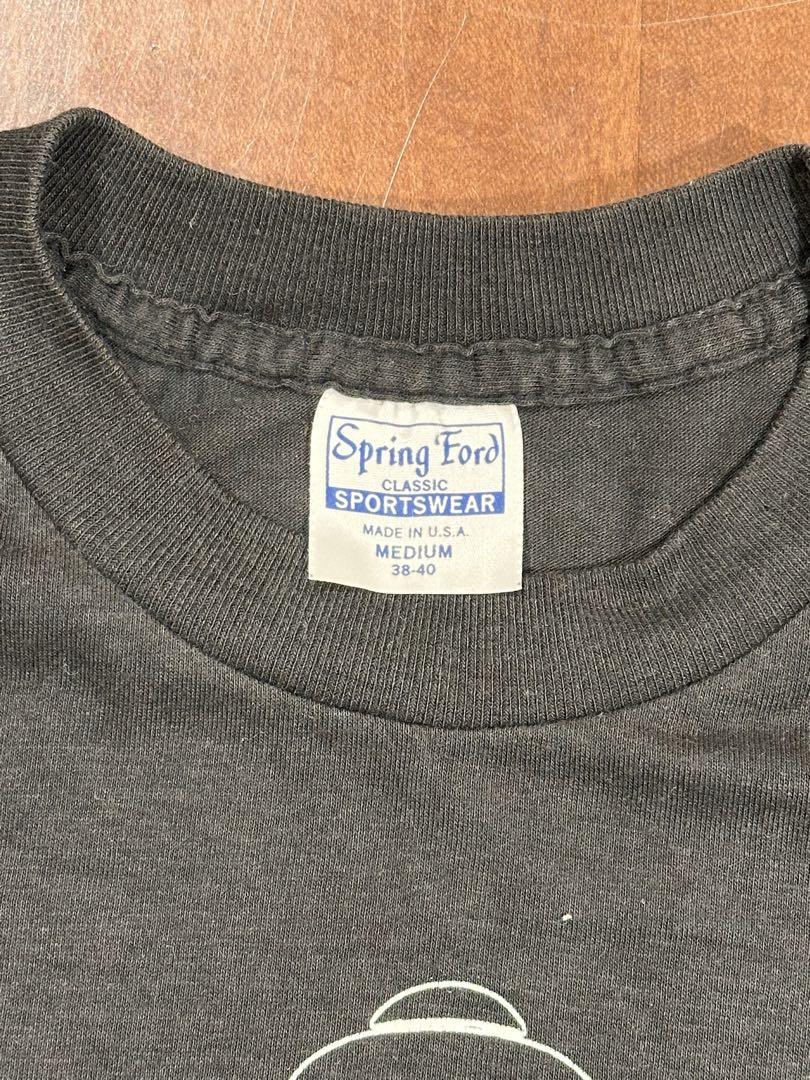 Spring Ford
CLASSIC
SPORTSWEAR
MADE IN U.S.A.
MEDIUM
38-40